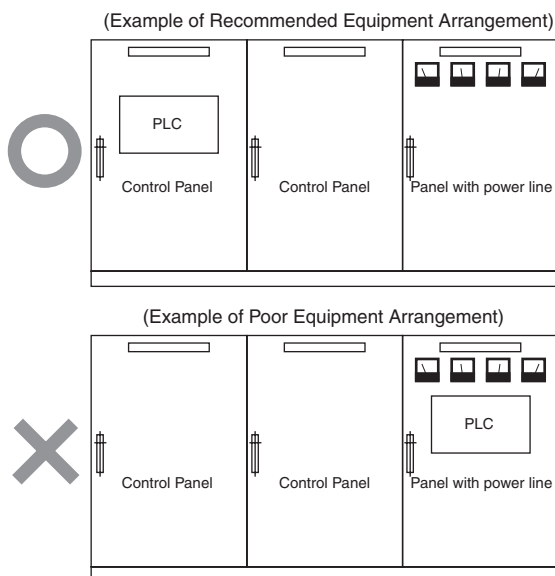 (Example of Recommended Equipment Arrangement)
PLC
Control Panel
Control Panel
Panel with power line
(Example of Poor Equipment Arrangement)
PLC
Control Panel
Control Panel
Panel with power line